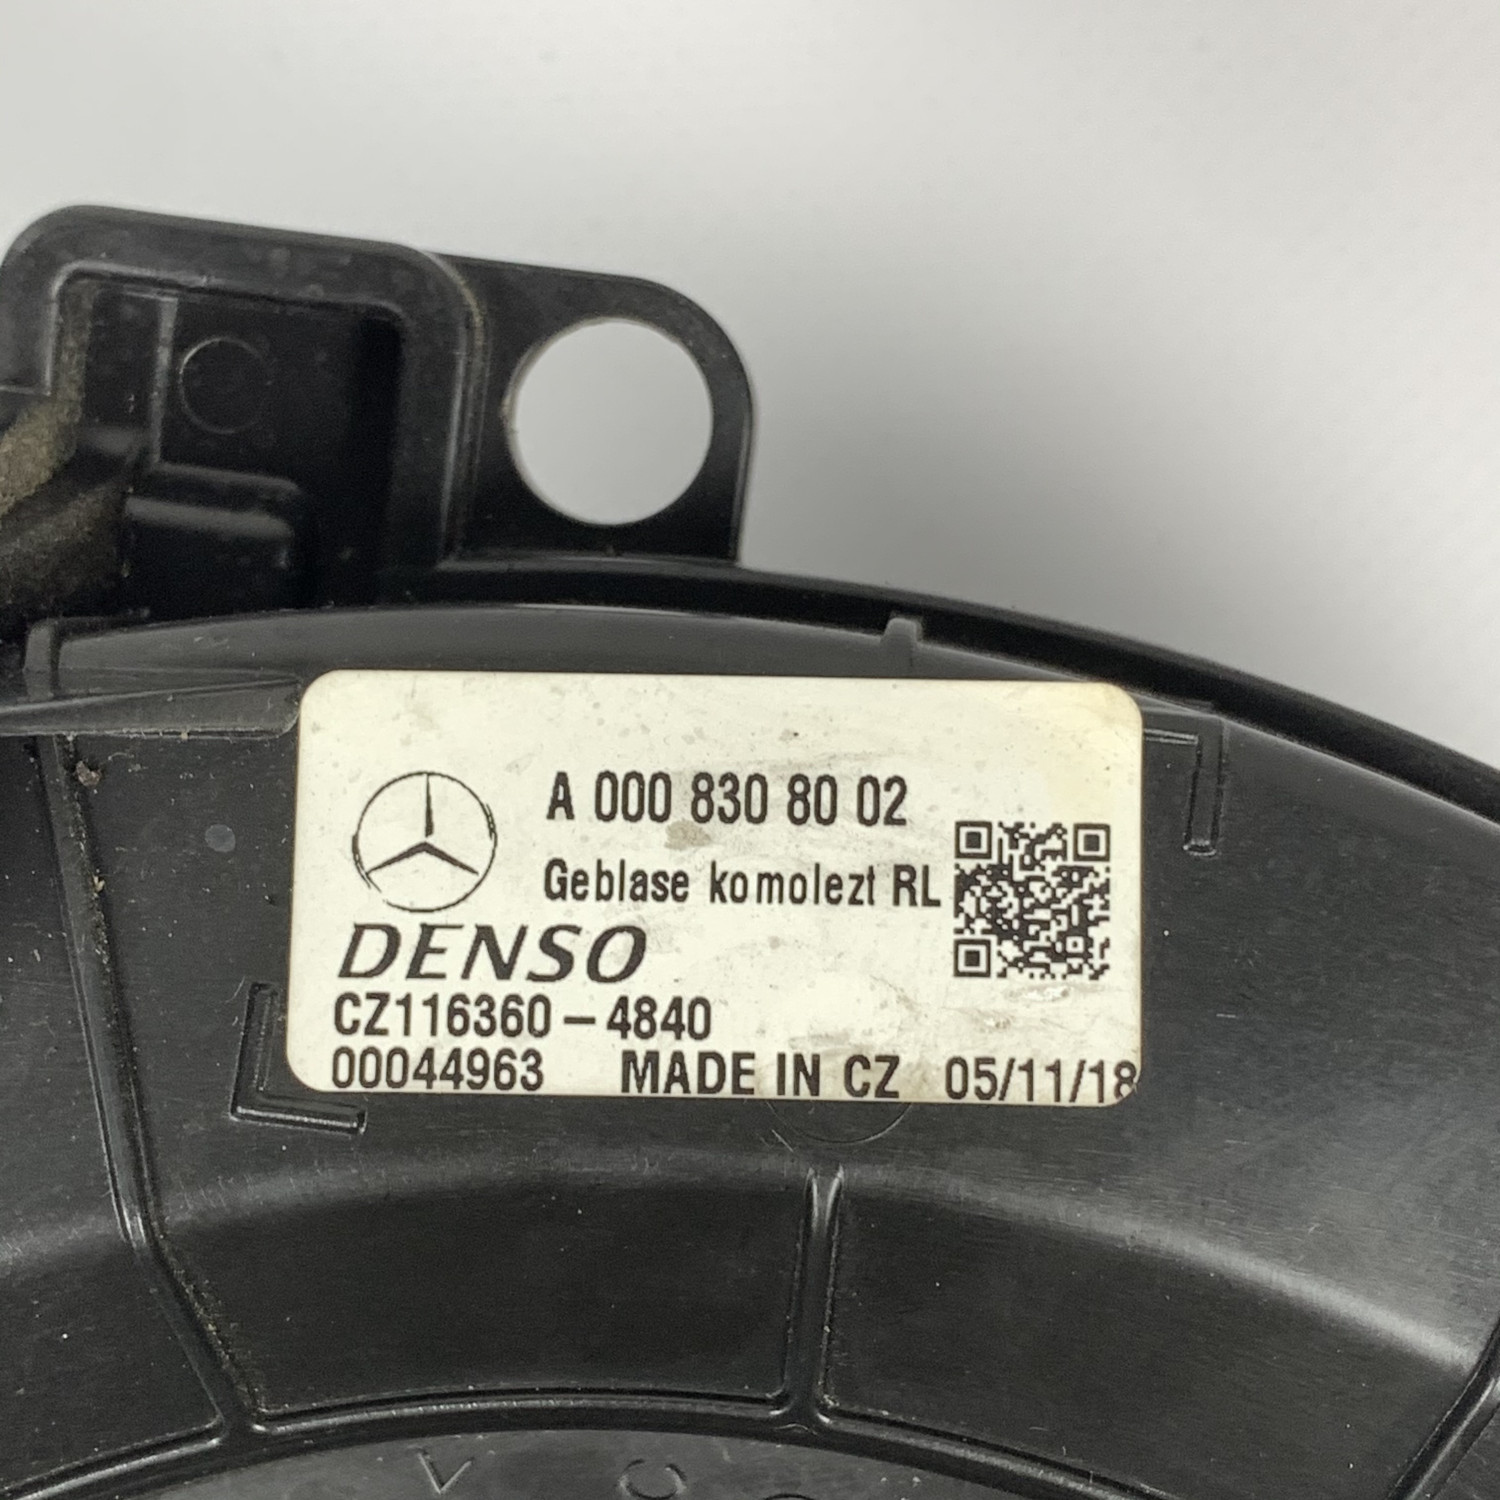 A 000 830 80 02
Geblase komolezt RL
DENSO
CZ116360-4840
00044963 MADE IN CZ 05/11/18